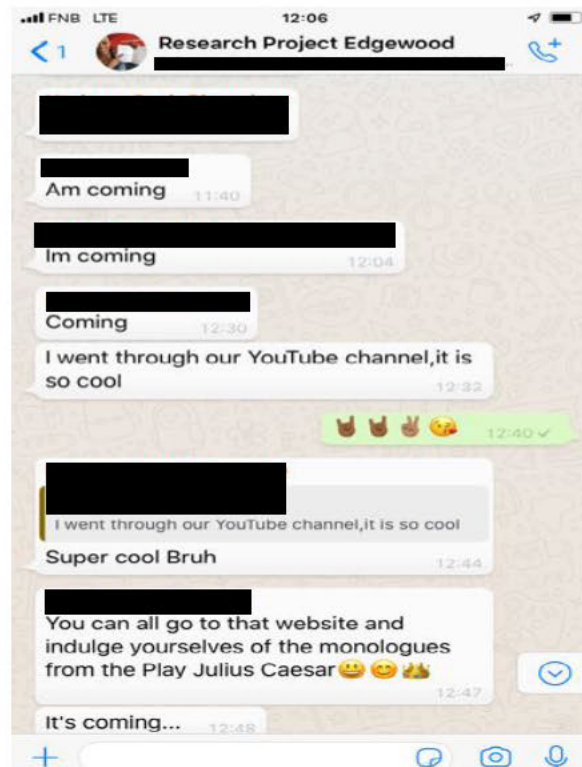 FNB LTE 12:06
1 Research Project Edgewood
Am coming 11:40
Im coming 12:04
Coming 12:30
I went through our YouTube channel,it is
so cool 12:32
12:40
I went through our YouTube channel,it is so cool
Super cool Bruh 12:44
You can all go to that website and
indulge yourselves of the monologues
from the Play Julius Caesar
12:47
It's coming... 12:48